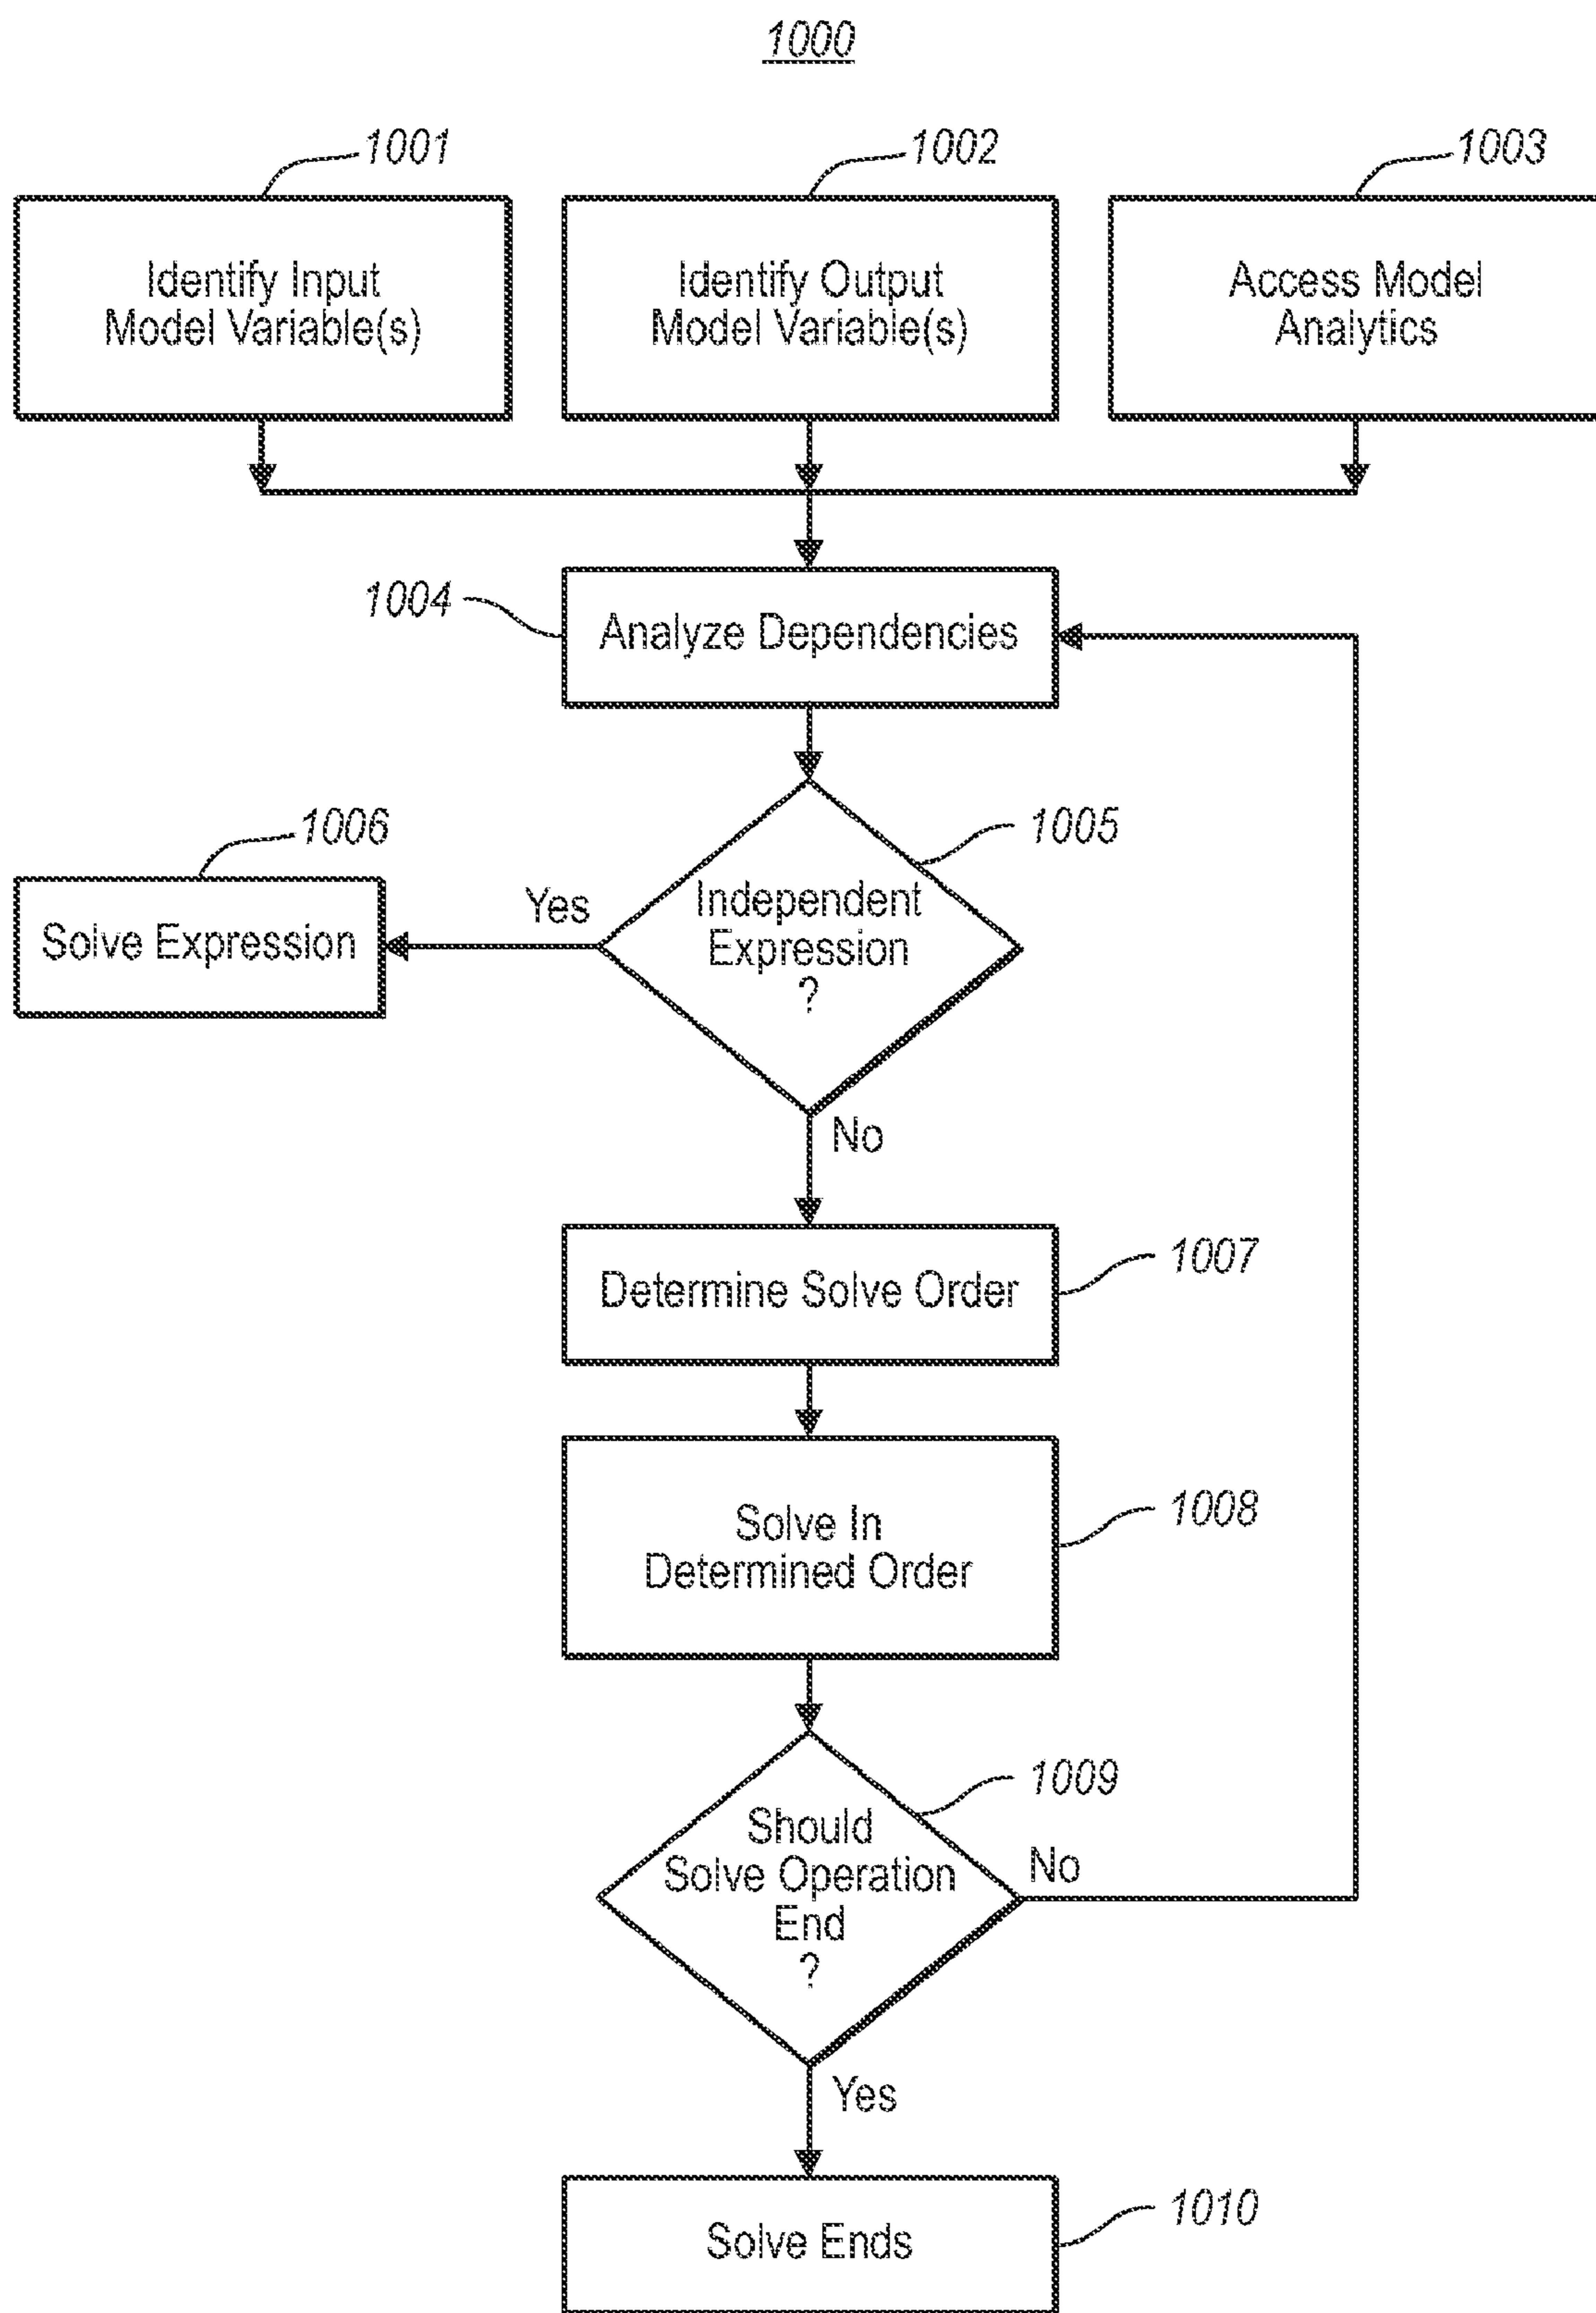 1000
1001
1002
1003
Identify Input
Model Variable(s)
Identify Output
Model Variable(s)
Access Model
Analytics
1004
Analyze Dependencies
1005
1006
Yes
Independent
Expression
?
Solve Expression
No
1007
Determine Solve Order
1008
Solve In
Determined Order
1009
Should
Solve Operation
End
?
No
Yes
1010
Solve Ends